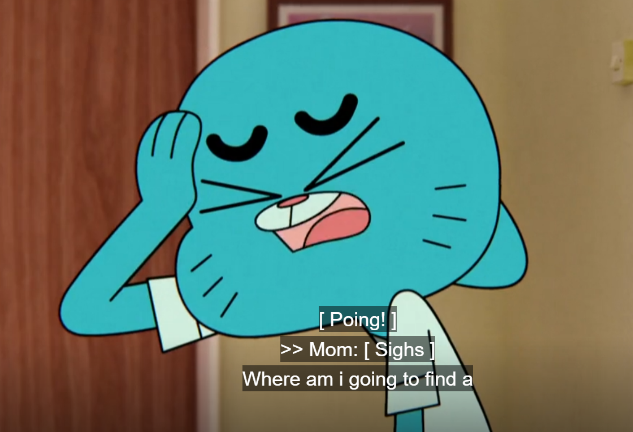 [ Poing! ]
>> Mom: [ Sighs ]
Where am i going to find a